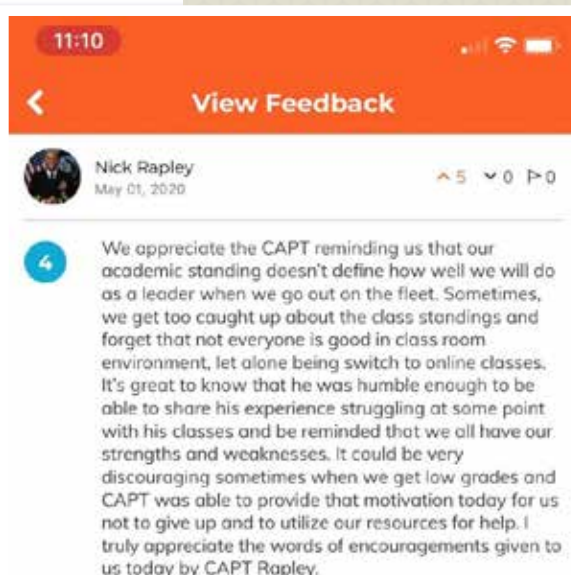 11:10
View Feedback
Nick Rapley
May 01, 2020
5 0 0
4
We appreciate the CAPT reminding us that our
academic standing doesn't define how well we will do
as a leader when we go out on the fleet. Sometimes,
we get too caught up about the class standings and
forget that not everyone is good in class room
environment, let alone being switch to online classes.
It's great to know that he was humble enough to be
able to share his experience struggling at some point
with his classes and be reminded that we all have our
strengths and weaknesses. It could be very
discouraging sometimes when we get low grades and
CAPT was able to provide that motivation today for us
not to give up and to utilize our resources for help. I
truly appreciate the words of encouragements given to
us today by CAPT Rapley.